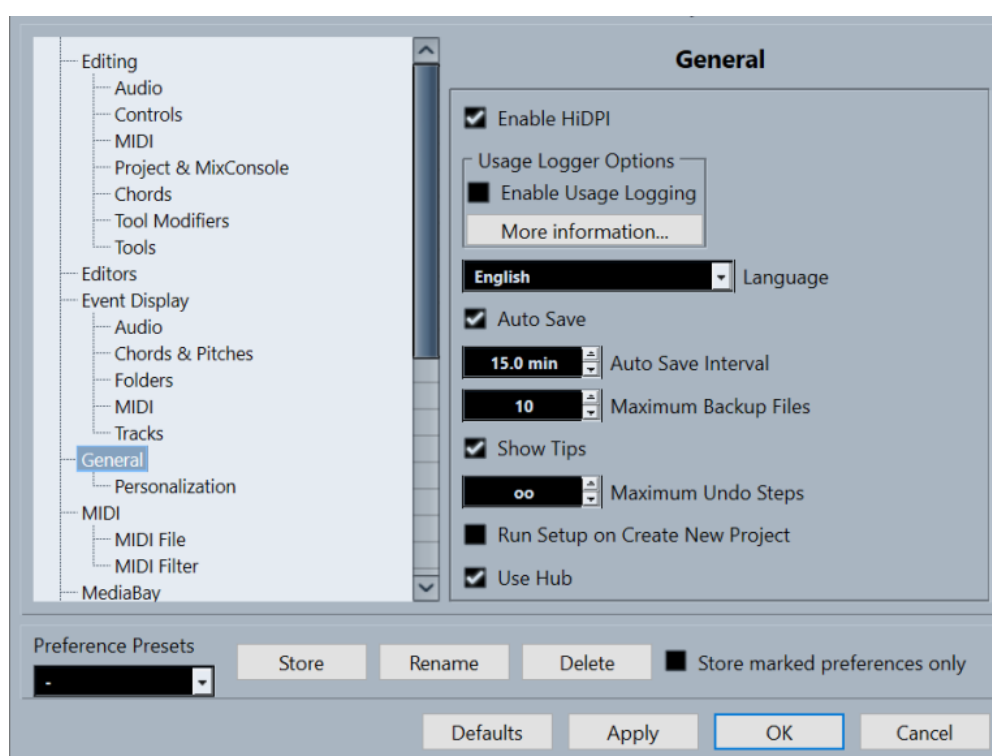 Editing
Audio
Controls
MIDI
Project & MixConsole
Chords
Tool Modifiers
Tools
Editors
Event Display
Audio
Chords & Pitches
Folders
MIDI
Tracks
General
Personalization
MIDI
MIDI File
MIDI Filter
MediaBay
General
Enable HiDPI
Usage Logger Options
Enable Usage Logging
More information...
English Language
Auto Save
15.0 min Auto Save Interval
10 Maximum Backup Files
Show Tips
oo Maximum Undo Steps
Run Setup on Create New Project
Use Hub
Preference Presets
- Store Rename Delete Store marked preferences only
Defaults Apply OK Cancel